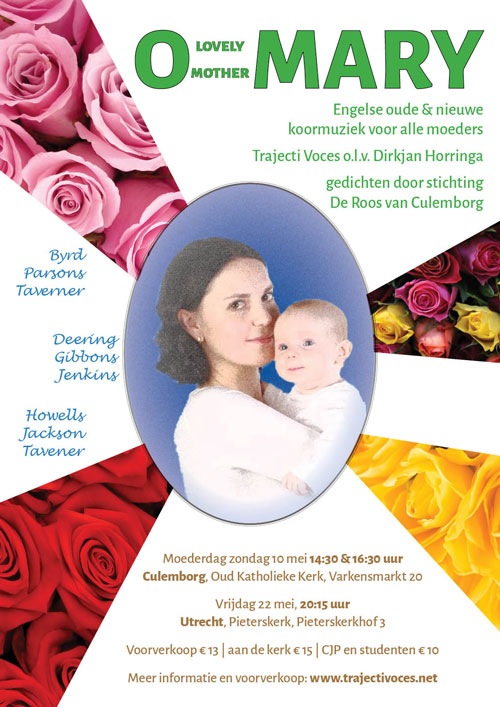 O LOVELY MOTHER MARY
Engelse oude & nieuwe
koormuziek voor alle moeders
Trajecti Voces o.l.v. Dirkjan Horringa
gedichten door stichting
De Roos van Culemborg
Byrd
Parsons
Taverner
Deering
Gibbons
Jenkins
Howells
Jackson
Tavener
Moederdag zondag 10 mei 14:30 & 16:30 uur
Culemborg, Oud Katholieke Kerk, Varkensmarkt 20
Vrijdag 22 mei, 20:15 uur
Utrecht, Pieterskerk, Pieterskerkhof 3
Voorverkoop € 13 | aan de kerk € 15 | CJP en studenten € 10
Meer informatie en voorverkoop: www.trajectivoces.net